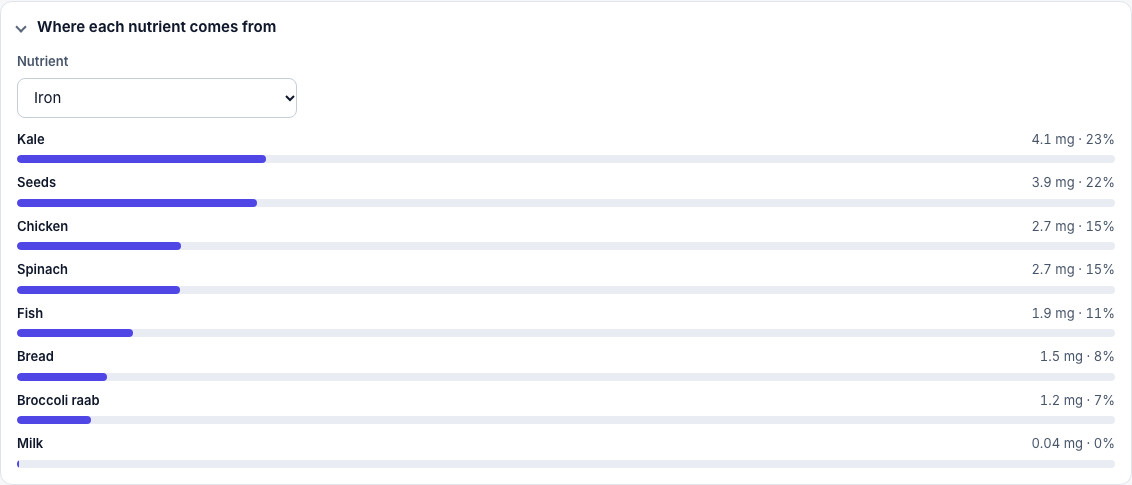 Where each nutrient comes from
Nutrient
Iron
Kale 4.1 mg · 23%
Seeds 3.9 mg · 22%
Chicken 2.7 mg · 15%
Spinach 2.7 mg · 15%
Fish 1.9 mg · 11%
Bread 1.5 mg · 8%
Broccoli raab 1.2 mg · 7%
Milk 0.04 mg · 0%